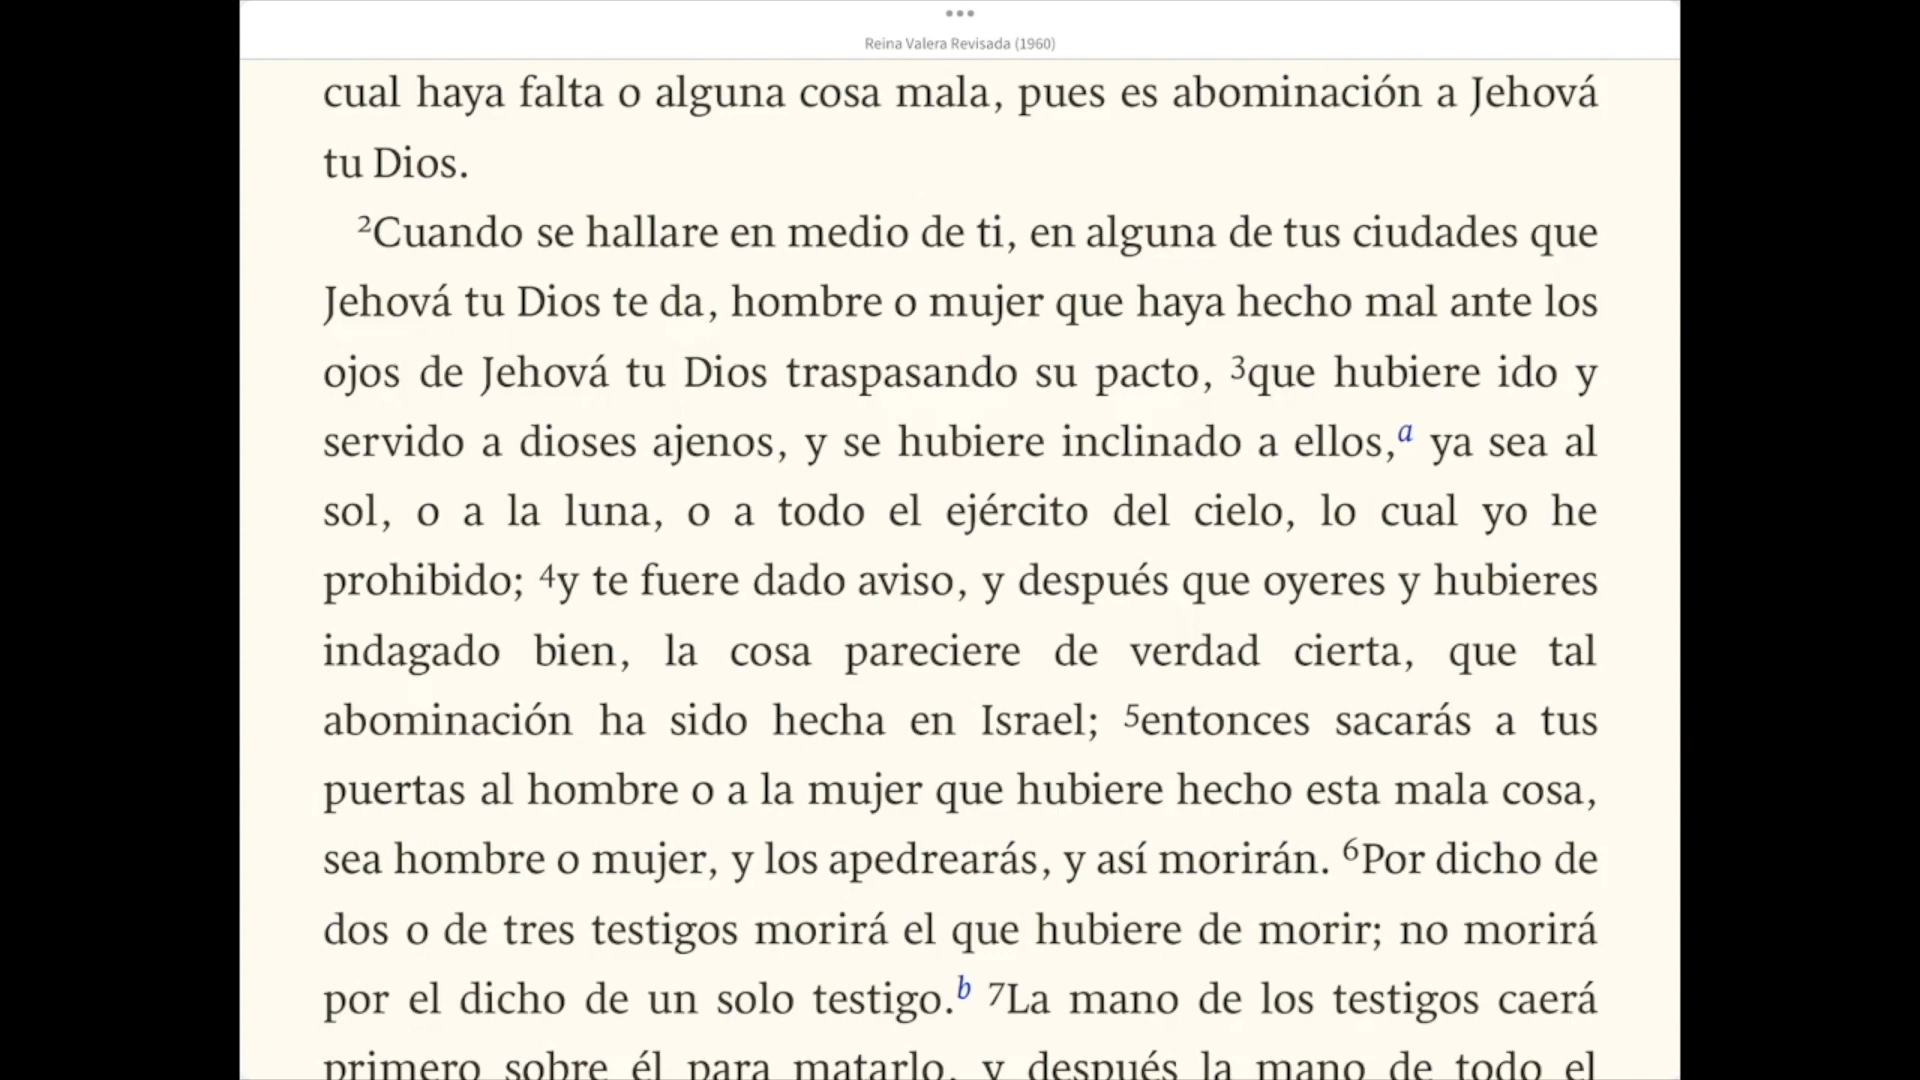 Reina Valera Revisada (1960)
cual haya falta o alguna cosa mala, pues es abominación a Jehová
tu Dios.
2Cuando se hallare en medio de ti, en alguna de tus ciudades que
Jehová tu Dios te da, hombre o mujer que haya hecho mal ante los
ojos de Jehová tu Dios traspasando su pacto, 3que hubiere ido y
servido a dioses ajenos, y se hubiere inclinado a ellos,a ya sea al
sol, o a la luna, o a todo el ejército del cielo, lo cual yo he
prohibido; 4y te fuere dado aviso, y después que oyeres y hubieres
indagado bien, la cosa pareciere de verdad cierta, que tal
abominación ha sido hecha en Israel; 5entonces sacarás a tus
puertas al hombre o a la mujer que hubiere hecho esta mala cosa,
sea hombre o mujer, y los apedrearás, y así morirán. 6Por dicho de
dos o de tres testigos morirá el que hubiere de morir; no morirá
por el dicho de un solo testigo.b 7La mano de los testigos caerá
primero sobre él para matarlo, y después la mano de todo el